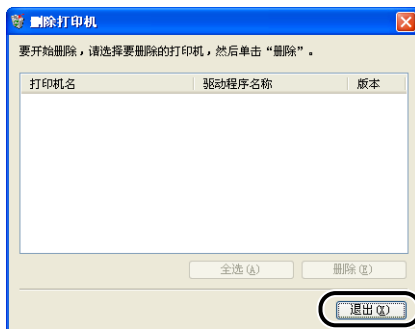 删除打印机
要开始删除，请选择要删除的打印机，然后单击“删除”。
打印机名 驱动程序名称 版本
全选(A) 删除(E)
退出(X)